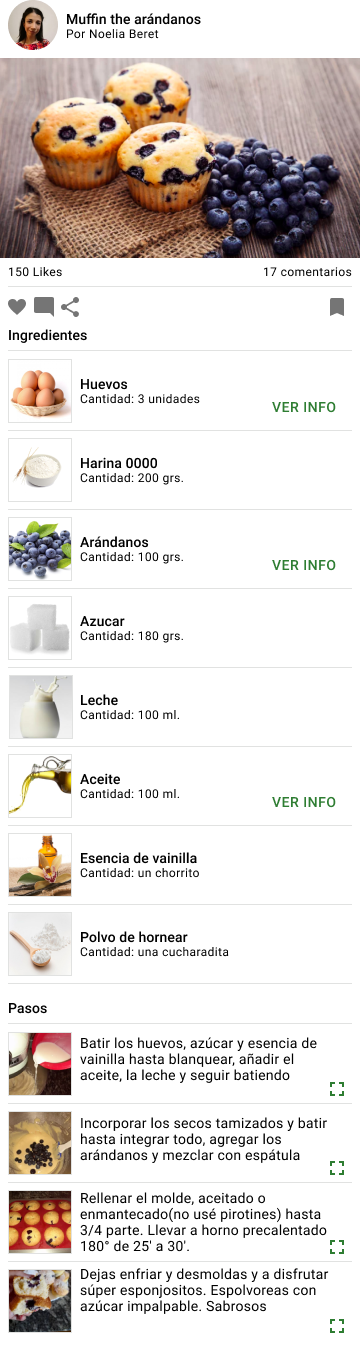 Muffin the arándanos
Por Noelia Beret
150 Likes
17 comentarios
Ingredientes
Huevos
Cantidad: 3 unidades
VER INFO
Harina 0000
Cantidad: 200 grs.
Arándanos
Cantidad: 100 grs.
VER INFO
Azucar
Cantidad: 180 grs.
Leche
Cantidad: 100 ml.
Aceite
Cantidad: 100 ml.
VER INFO
Esencia de vainilla
Cantidad: un chorrito
Polvo de hornear
Cantidad: una cucharadita
Pasos
Batir los huevos, azúcar y esencia de
vainilla hasta blanquear, añadir el
aceite, la leche y seguir batiendo
Incorporar los secos tamizados y batir
hasta integrar todo, agregar los
arándanos y mezclar con espátula
Rellenar el molde, aceitado o
enmantecado(no usé pirotines) hasta
3/4 parte. Llevar a horno precalentado
180° de 25' a 30'.
Dejas enfriar y desmoldas y a disfrutar
súper esponjositos. Espolvoreas con
azúcar impalpable. Sabrosos